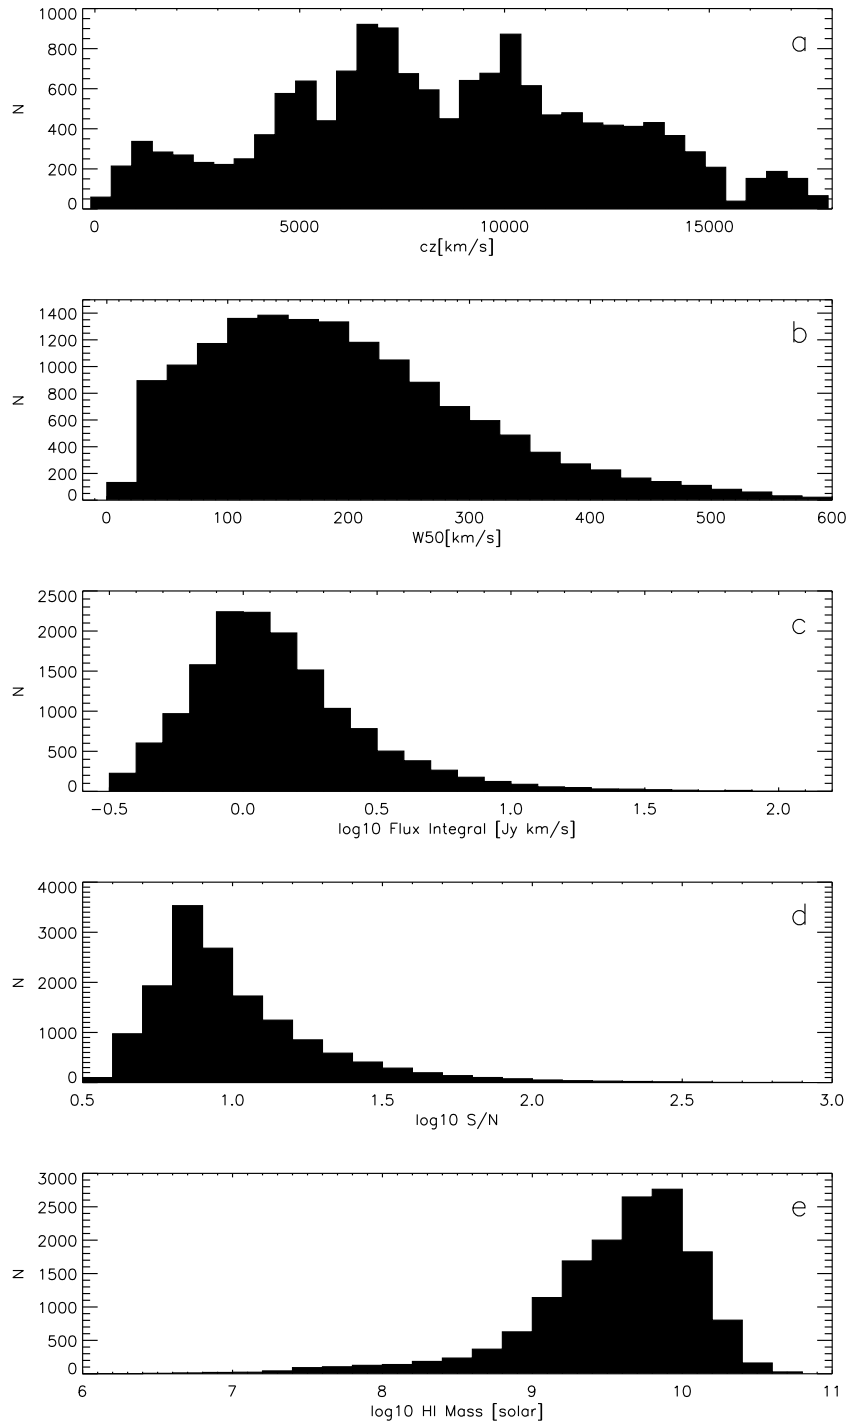 1000
800
600
400
200
0
N
a
0 5000 10000 15000
cz[km/s]
1400
1200
1000
800
600
400
200
0
N
b
0 100 200 300 400 500 600
W50[km/s]
2500
2000
1500
1000
500
0
N
c
−0.5 0.0 0.5 1.0 1.5 2.0
log10 Flux Integral [Jy km/s]
4000
3000
2000
1000
0
N
d
0.5 1.0 1.5 2.0 2.5 3.0
log10 S/N
3000
2500
2000
1500
1000
500
0
N
e
6 7 8 9 10 11
log10 HI Mass [solar]